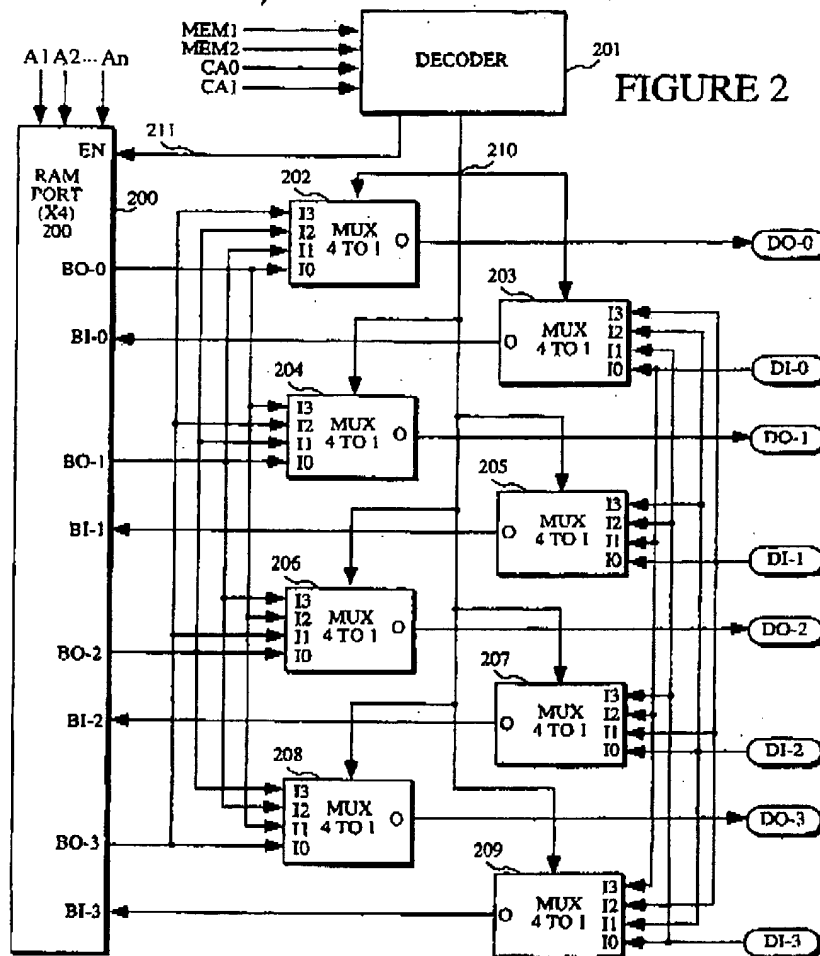 MEM1
MEM2
CA0
CA1
DECODER
201
FIGURE 2
A1 A2... An
211
EN
RAM
PORT
(X4)
200
200
210
202
I3
I2
I1
I0
MUX
4 TO 1
O
DO-0
BO-0
203
MUX
4 TO 1
O
I3
I2
I1
I0
BI-0
DI-0
204
I3
I2
I1
I0
MUX
4 TO 1
O
DO-1
BO-1
205
MUX
4 TO 1
O
I3
I2
I1
I0
BI-1
DI-1
206
I3
I2
I1
I0
MUX
4 TO 1
O
DO-2
BO-2
207
MUX
4 TO 1
O
I3
I2
I1
I0
BI-2
DI-2
208
I3
I2
I1
I0
MUX
4 TO 1
O
DO-3
BO-3
209
MUX
4 TO 1
O
I3
I2
I1
I0
BI-3
DI-3